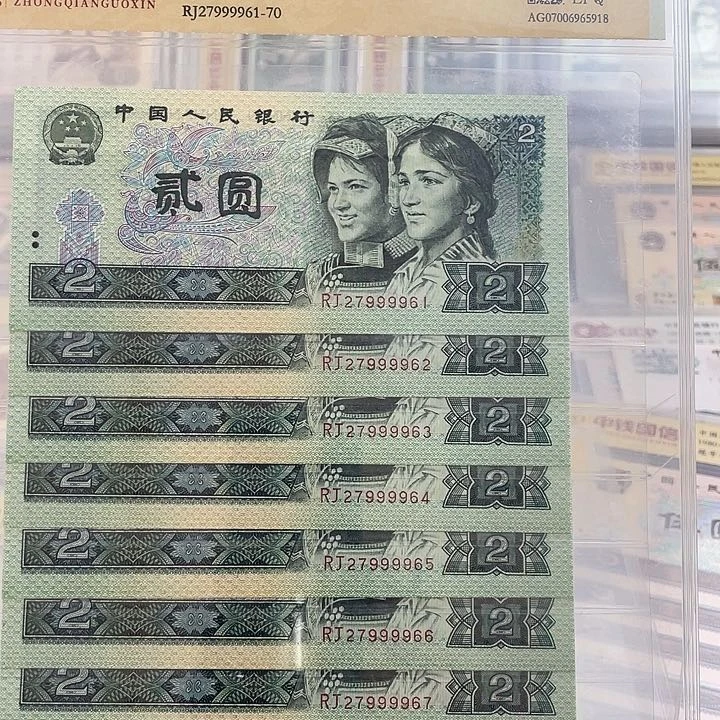 ZHONGQIANGUOXIN
RJ27999961-70
EPQ
AG07006965918
中国人民银行
2
贰圆
2 RJ27999961 2
2 RJ27999962 2
2 RJ27999963 2
2 RJ27999964 2
2 RJ27999965 2
2 RJ27999966 2
2 RJ27999967 2